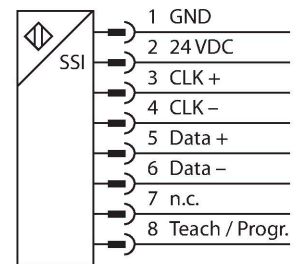 SSI
1 GND
2 24 VDC
3 CLK +
4 CLK –
5 Data +
6 Data –
7 n.c.
8 Teach / Progr.